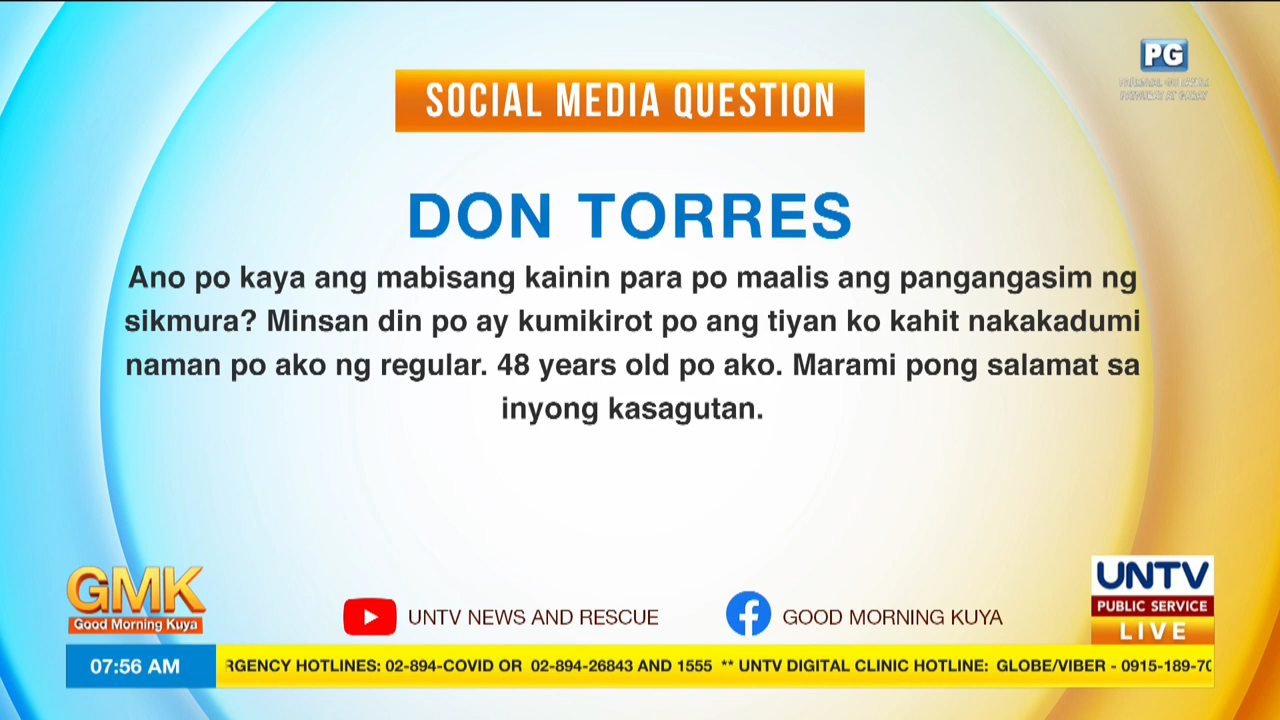 PG
SOCIAL MEDIA QUESTION
DON TORRES
Ano po kaya ang mabisang kainin para po maalis ang pangangasim ng
sikmura? Minsan din po ay kumikirot po ang tiyan ko kahit nakakadumi
naman po ako ng regular. 48 years old po ako. Marami pong salamat sa
inyong kasagutan.
GMK
Good Morning Kuya
UNTV NEWS AND RESCUE
GOOD MORNING KUYA
UNTV
PUBLIC SERVICE
LIVE
07:56 AM
RGENCY HOTLINES: 02-894-COVID OR 02-894-26843 AND 1555 ** UNTV DIGITAL CLINIC HOTLINE: GLOBE/VIBER - 0915-189-70